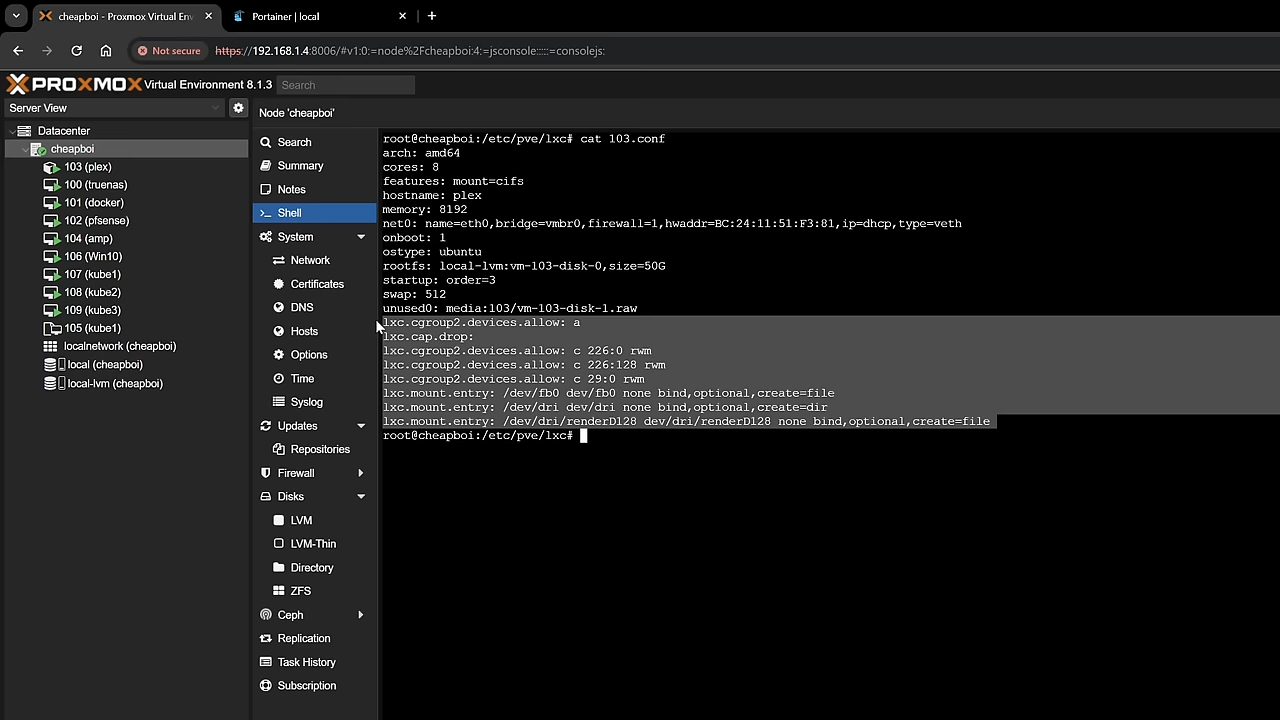 cheapboi - Proxmox Virtual En
Portainer | local
Not secure
https://192.168.1.4:8006/#v1:0:=node%2Fcheapboi:4:=jsconsole:::::=consolejs:
PROXMOX Virtual Environment 8.1.3
Search
Server View
Datacenter
cheapboi
103 (plex)
100 (truenas)
101 (docker)
102 (pfsense)
104 (amp)
106 (Win10)
107 (kube1)
108 (kube2)
109 (kube3)
105 (kube1)
localnetwork (cheapboi)
local (cheapboi)
local-lvm (cheapboi)
Node 'cheapboi'
Search
Summary
Notes
Shell
System
Network
Certificates
DNS
Hosts
Options
Time
Syslog
Updates
Repositories
Firewall
Disks
LVM
LVM-Thin
Directory
ZFS
Ceph
Replication
Task History
Subscription
root@cheapboi:/etc/pve/lxc# cat 103.conf
arch: amd64
cores: 8
features: mount=cifs
hostname: plex
memory: 8192
net0: name=eth0,bridge=vmbr0,firewall=1,hwaddr=BC:24:11:51:F3:81,ip=dhcp,type=veth
onboot: 1
ostype: ubuntu
rootfs: local-lvm:vm-103-disk-0,size=50G
startup: order=3
swap: 512
unused0: media:103/vm-103-disk-1.raw
lxc.cgroup2.devices.allow: a
lxc.cap.drop:
lxc.cgroup2.devices.allow: c 226:0 rwm
lxc.cgroup2.devices.allow: c 226:128 rwm
lxc.cgroup2.devices.allow: c 29:0 rwm
lxc.mount.entry: /dev/fb0 dev/fb0 none bind,optional,create=file
lxc.mount.entry: /dev/dri dev/dri none bind,optional,create=dir
lxc.mount.entry: /dev/dri/renderD128 dev/dri/renderD128 none bind,optional,create=file
root@cheapboi:/etc/pve/lxc#